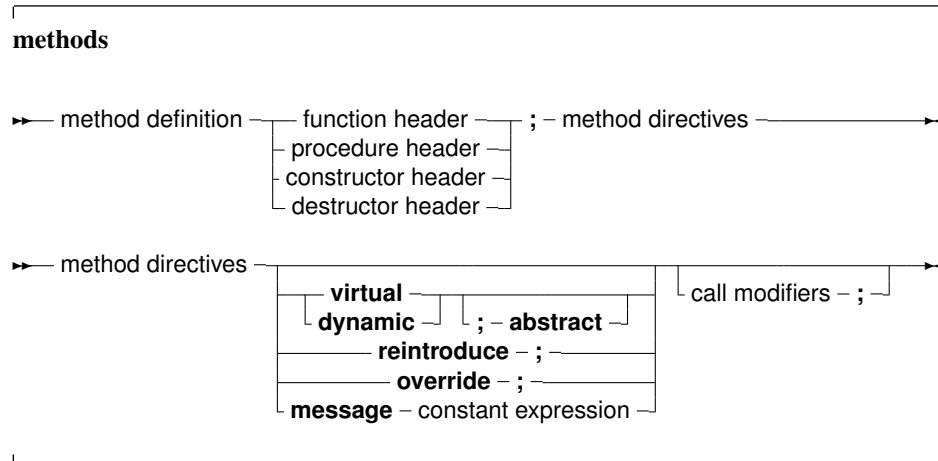 methods
method definition function header ; method directives
procedure header
constructor header
destructor header
method directives
virtual call modifiers ;
dynamic ; abstract
reintroduce ;
override ;
message constant expression